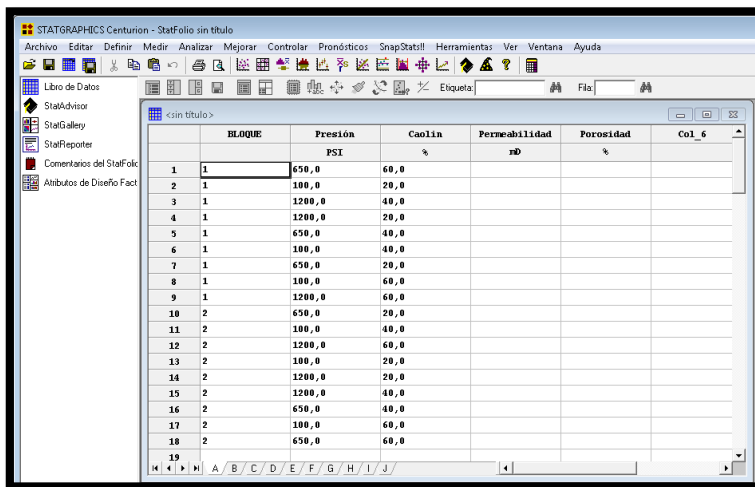 STATGRAPHICS Centurion - StatFolio sin título
Archivo Editar Definir Medir Analizar Mejorar Controlar Pronósticos SnapStats!! Herramientas Ver Ventana Ayuda
Etiqueta: Fila:
Libro de Datos
StatAdvisor
StatGallery
StatReporter
Comentarios del StatFolic
Atributos de Diseño Fact
<sin título>
BLOQUE Presión Caolin Permeabilidad Porosidad Col_6
PSI % mD %
1 1 650,0 60,0
2 1 100,0 20,0
3 1 1200,0 40,0
4 1 1200,0 20,0
5 1 650,0 40,0
6 1 100,0 40,0
7 1 650,0 20,0
8 1 100,0 60,0
9 1 1200,0 60,0
10 2 650,0 20,0
11 2 100,0 40,0
12 2 1200,0 60,0
13 2 100,0 20,0
14 2 1200,0 20,0
15 2 1200,0 40,0
16 2 650,0 40,0
17 2 100,0 60,0
18 2 650,0 60,0
19
A / B / C / D / E / F / G / H / I / J /